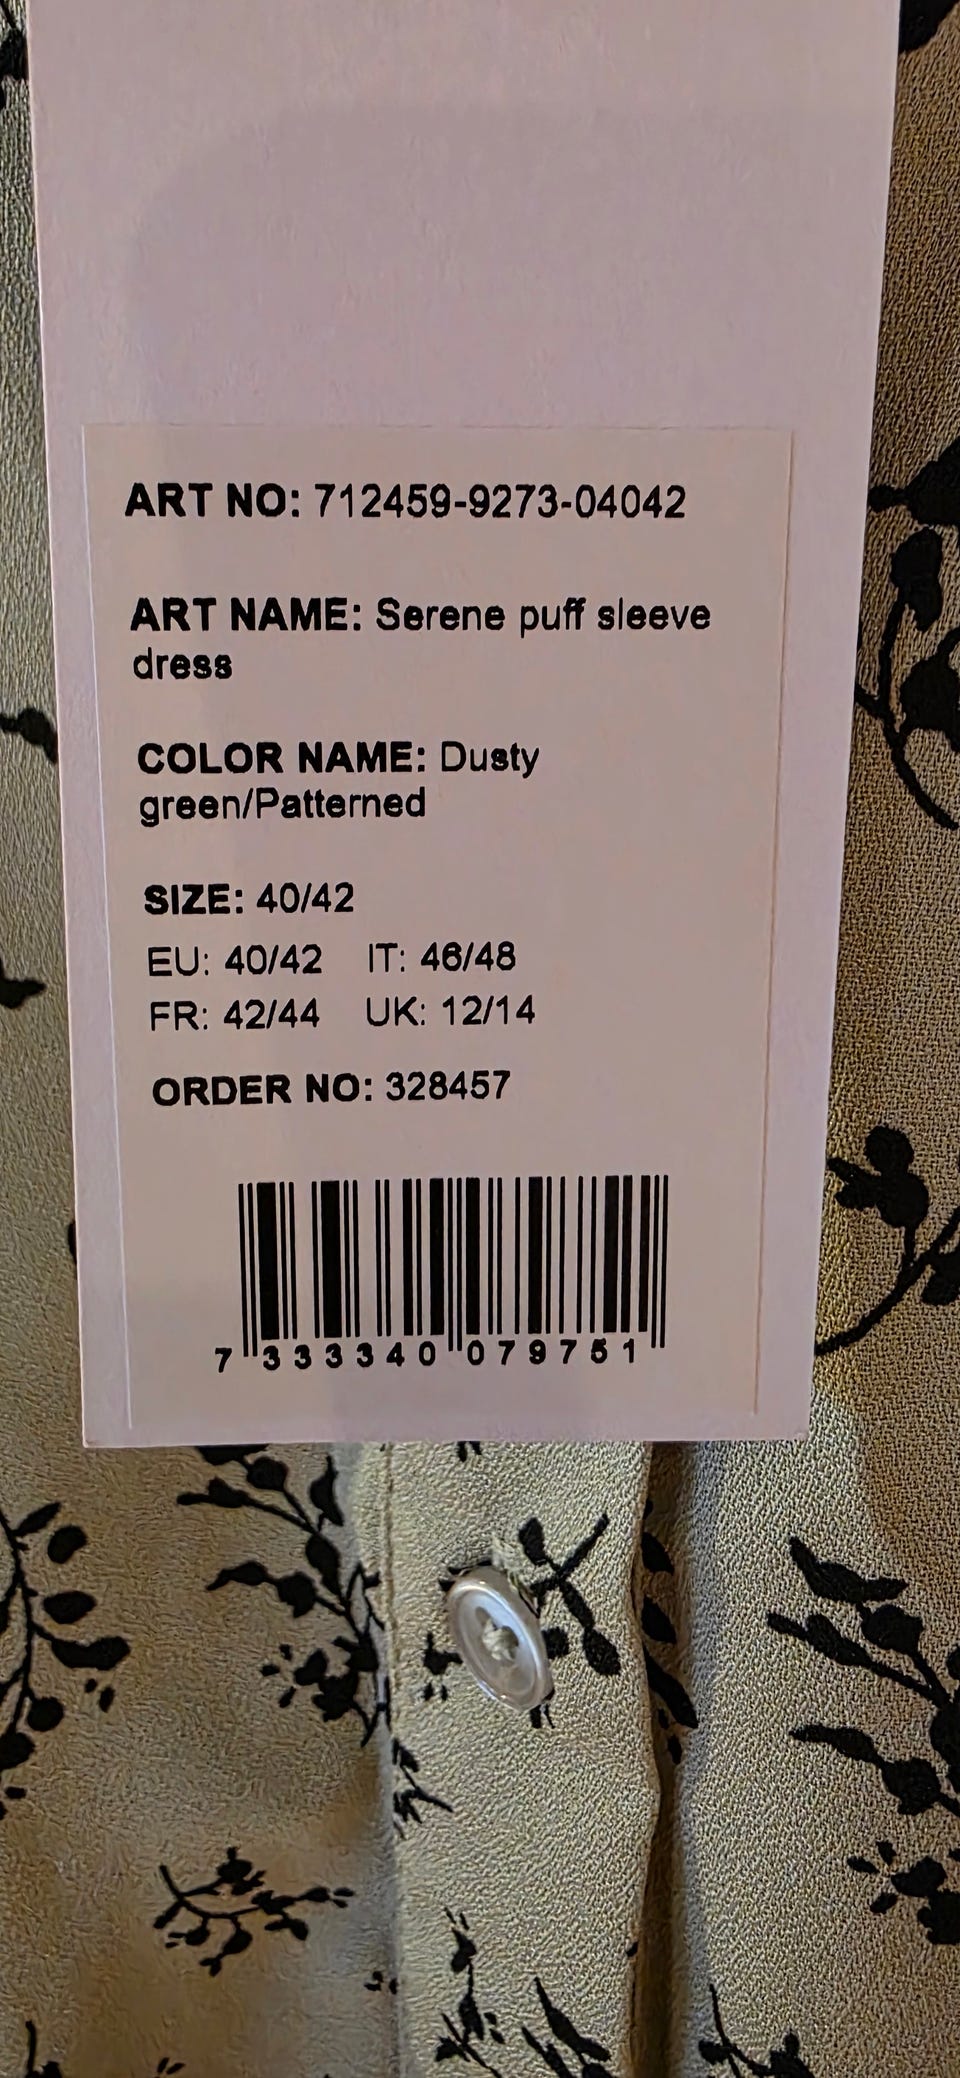 ART NO: 712459-9273-04042
ART NAME: Serene puff sleeve
dress
COLOR NAME: Dusty
green/Patterned
SIZE: 40/42
EU: 40/42 IT: 46/48
FR: 42/44 UK: 12/14
ORDER NO: 328457
7 333340 079751